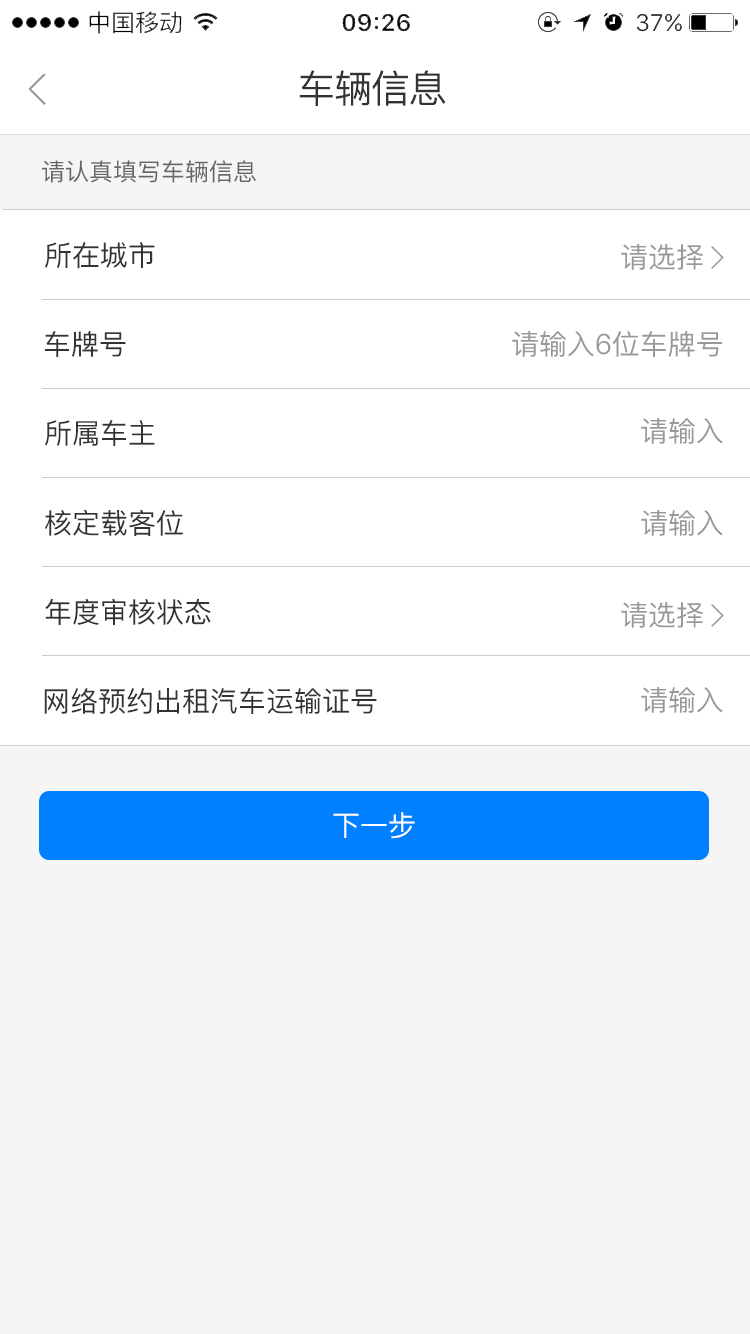 中国移动 09:26 37%
车辆信息
请认真填写车辆信息
所在城市 请选择
车牌号 请输入6位车牌号
所属车主 请输入
核定载客位 请输入
年度审核状态 请选择
网络预约出租汽车运输证号 请输入
下一步